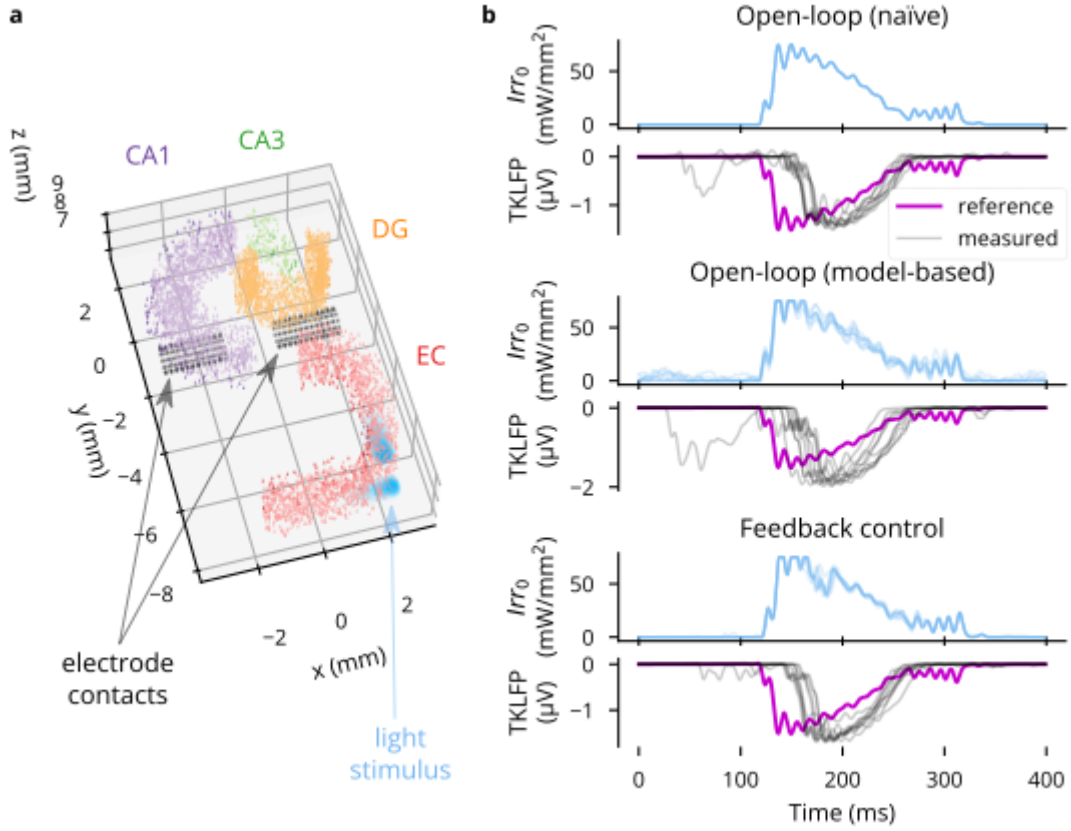 a
CA1
CA3
DG
EC
z (mm)
9
8
7
2
0
−2
−4
−6
−8
y (mm)
−2
0
2
x (mm)
electrode
contacts
light
stimulus
b
Open-loop (naïve)
Irr₀
(mW/mm²)
50
0
TKLFP
(µV)
0
−1
reference
measured
Open-loop (model-based)
Irr₀
(mW/mm²)
50
0
TKLFP
(µV)
0
−2
Feedback control
Irr₀
(mW/mm²)
50
0
TKLFP
(µV)
0
−1
0 100 200 300 400
Time (ms)